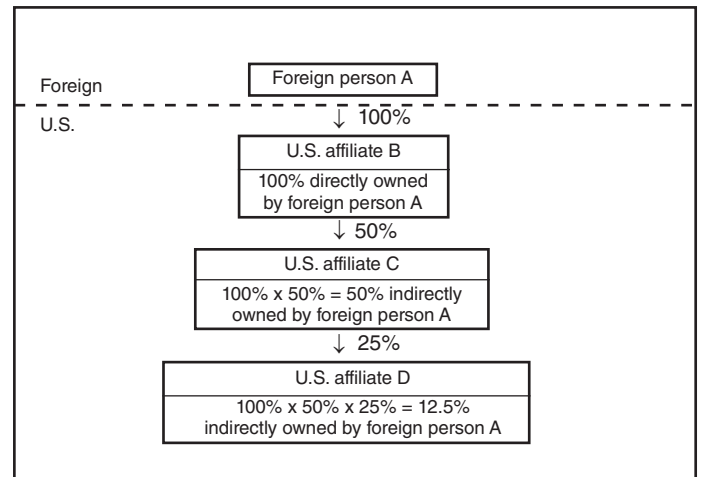 Foreign person A
Foreign
U.S.
↓ 100%
U.S. affiliate B
100% directly owned
by foreign person A
↓ 50%
U.S. affiliate C
100% x 50% = 50% indirectly
owned by foreign person A
↓ 25%
U.S. affiliate D
100% x 50% x 25% = 12.5%
indirectly owned by foreign person A